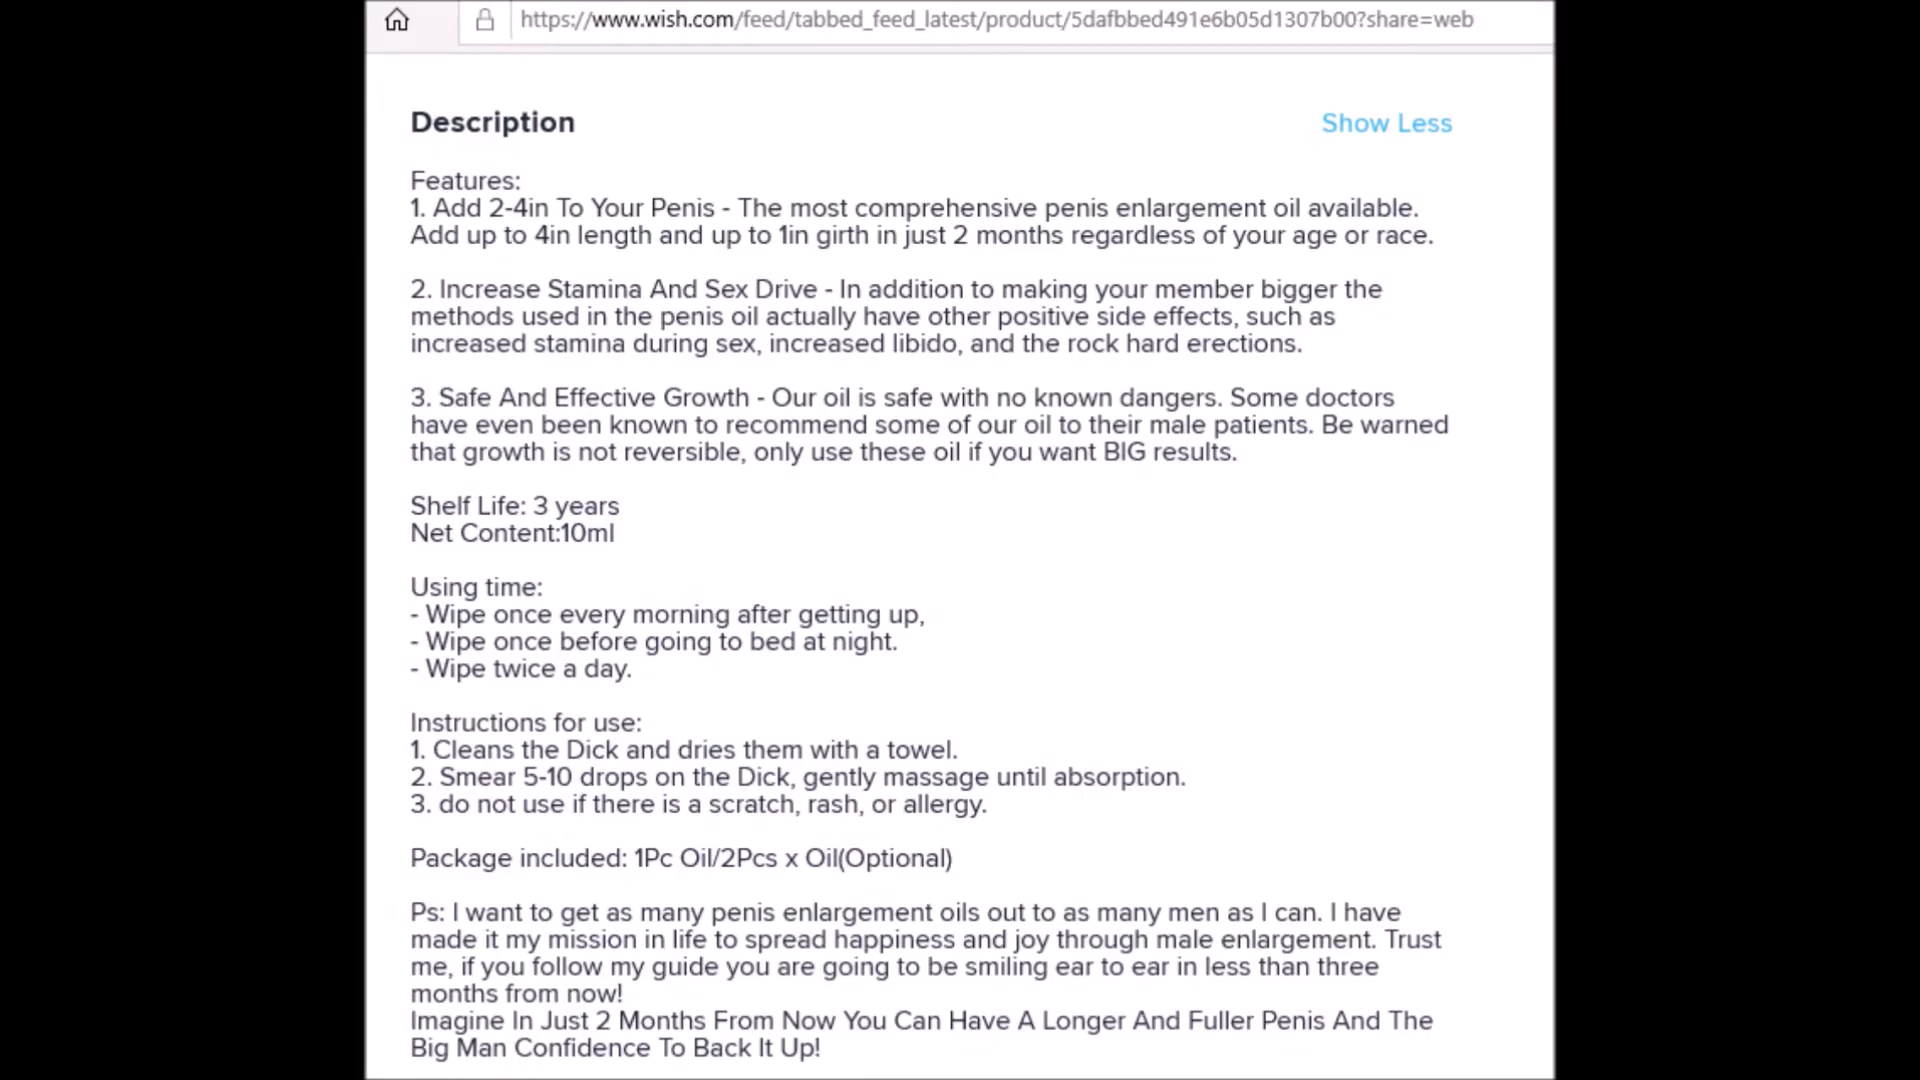 https://www.wish.com/feed/tabbed_feed_latest/product/5dafbbed491e6b05d1307b00?share=web
Description
Show Less
Features:
1. Add 2-4in To Your Penis - The most comprehensive penis enlargement oil available.
Add up to 4in length and up to 1in girth in just 2 months regardless of your age or race.
2. Increase Stamina And Sex Drive - In addition to making your member bigger the
methods used in the penis oil actually have other positive side effects, such as
increased stamina during sex, increased libido, and the rock hard erections.
3. Safe And Effective Growth - Our oil is safe with no known dangers. Some doctors
have even been known to recommend some of our oil to their male patients. Be warned
that growth is not reversible, only use these oil if you want BIG results.
Shelf Life: 3 years
Net Content:10ml
Using time:
- Wipe once every morning after getting up,
- Wipe once before going to bed at night.
- Wipe twice a day.
Instructions for use:
1. Cleans the Dick and dries them with a towel.
2. Smear 5-10 drops on the Dick, gently massage until absorption.
3. do not use if there is a scratch, rash, or allergy.
Package included: 1Pc Oil/2Pcs x Oil(Optional)
Ps: I want to get as many penis enlargement oils out to as many men as I can. I have
made it my mission in life to spread happiness and joy through male enlargement. Trust
me, if you follow my guide you are going to be smiling ear to ear in less than three
months from now!
Imagine In Just 2 Months From Now You Can Have A Longer And Fuller Penis And The
Big Man Confidence To Back It Up!